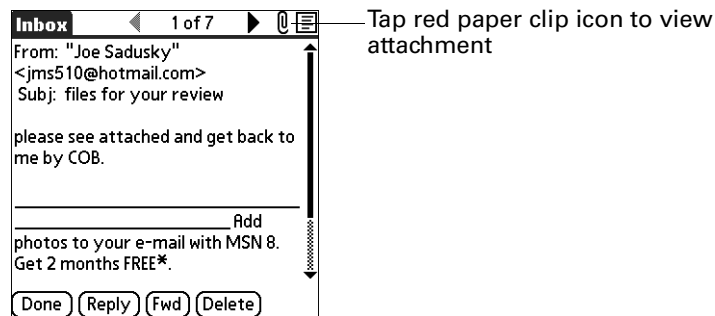 Inbox 1 of 7
Tap red paper clip icon to view
attachment
From: "Joe Sadusky"
<jms510@hotmail.com>
Subj: files for your review
please see attached and get back to
me by COB.
Add
photos to your e-mail with MSN 8.
Get 2 months FREE*.
Done Reply Fwd Delete